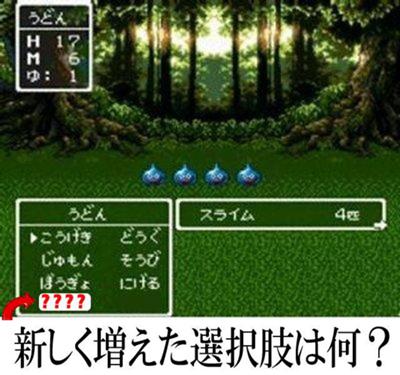 うどん
H 17
M 6
ゆ: 1
うどん
▶こうげき どうぐ
じゅもん そうび
ぼうぎょ にげる
????
スライム 4匹
新しく増えた選択肢は何？